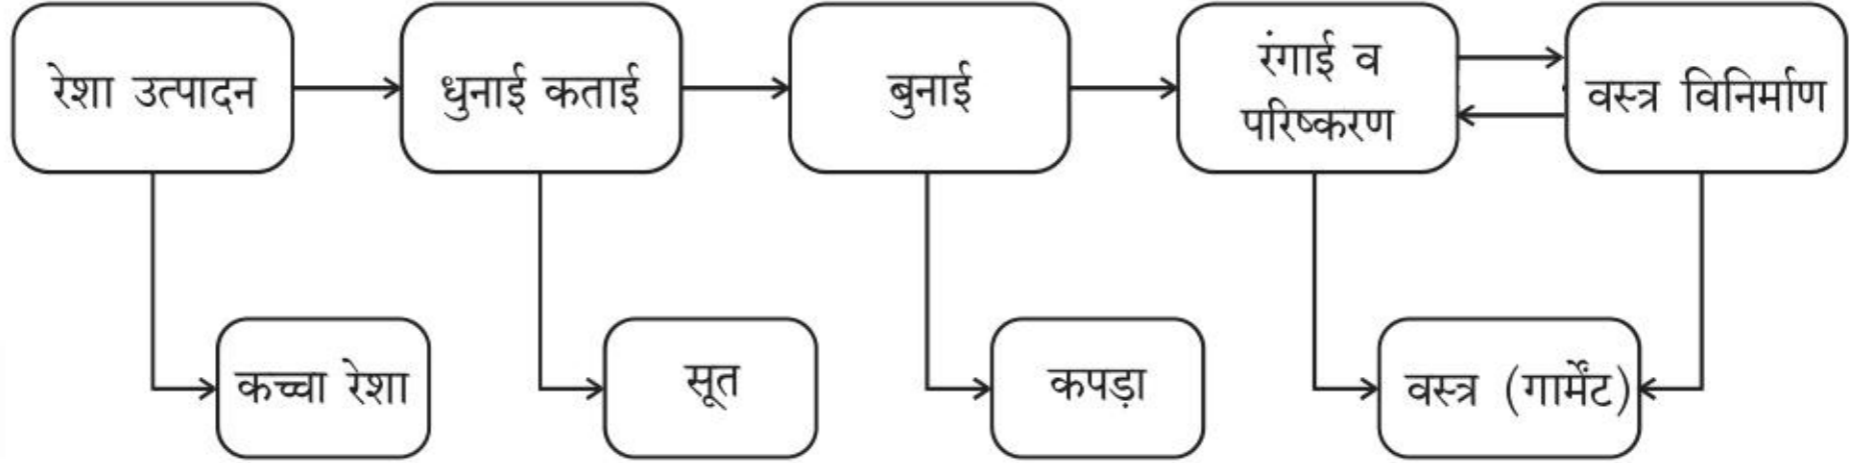 रेशा उत्पादन
धुनाई कताई
बुनाई
रंगाई व
परिष्करण
वस्त्र विनिर्माण
कच्चा रेशा
सूत
कपड़ा
वस्त्र (गार्मेंट)